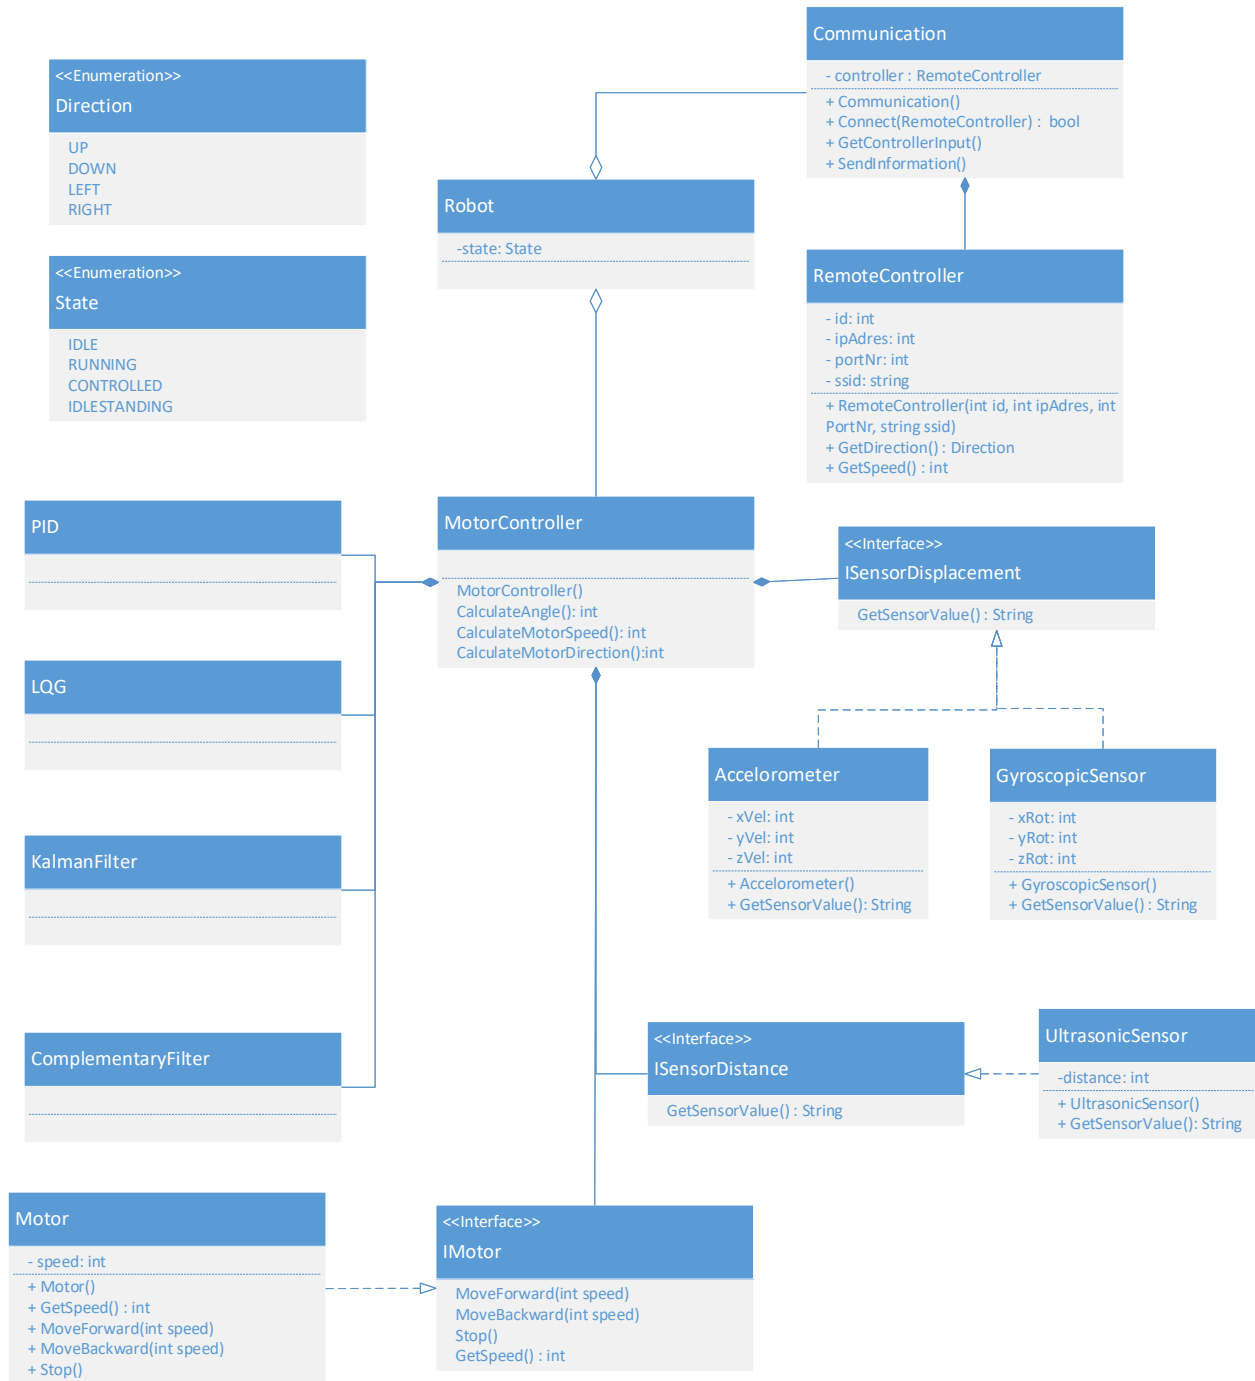 Communication
- controller : RemoteController
+ Communication()
+ Connect(RemoteController) : bool
+ GetControllerInput()
+ SendInformation()
<<Enumeration>>
Direction
UP
DOWN
LEFT
RIGHT
Robot
-state: State
<<Enumeration>>
State
IDLE
RUNNING
CONTROLLED
IDLESTANDING
RemoteController
- id: int
- ipAdres: int
- portNr: int
- ssid: string
+ RemoteController(int id, int ipAdres, int
PortNr, string ssid)
+ GetDirection() : Direction
+ GetSpeed() : int
PID
MotorController
MotorController()
CalculateAngle(): int
CalculateMotorSpeed(): int
CalculateMotorDirection():int
<<Interface>>
ISensorDisplacement
GetSensorValue() : String
LQG
Accelorometer
- xVel: int
- yVel: int
- zVel: int
+ Accelorometer()
+ GetSensorValue(): String
GyroscopicSensor
- xRot: int
- yRot: int
- zRot: int
+ GyroscopicSensor()
+ GetSensorValue() : String
KalmanFilter
ComplementaryFilter
<<Interface>>
ISensorDistance
GetSensorValue() : String
UltrasonicSensor
-distance: int
+ UltrasonicSensor()
+ GetSensorValue(): String
Motor
- speed: int
+ Motor()
+ GetSpeed() : int
+ MoveForward(int speed)
+ MoveBackward(int speed)
+ Stop()
<<Interface>>
IMotor
MoveForward(int speed)
MoveBackward(int speed)
Stop()
GetSpeed() : int